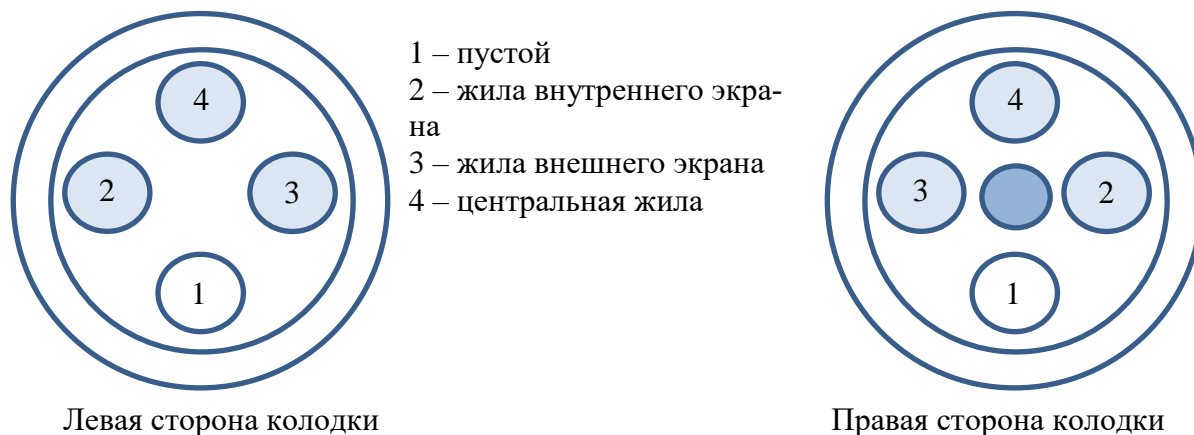 4
2
3
1
1 – пустой
2 – жила внутреннего экра-
на
3 – жила внешнего экрана
4 – центральная жила
4
3
2
1
Левая сторона колодки
Правая сторона колодки